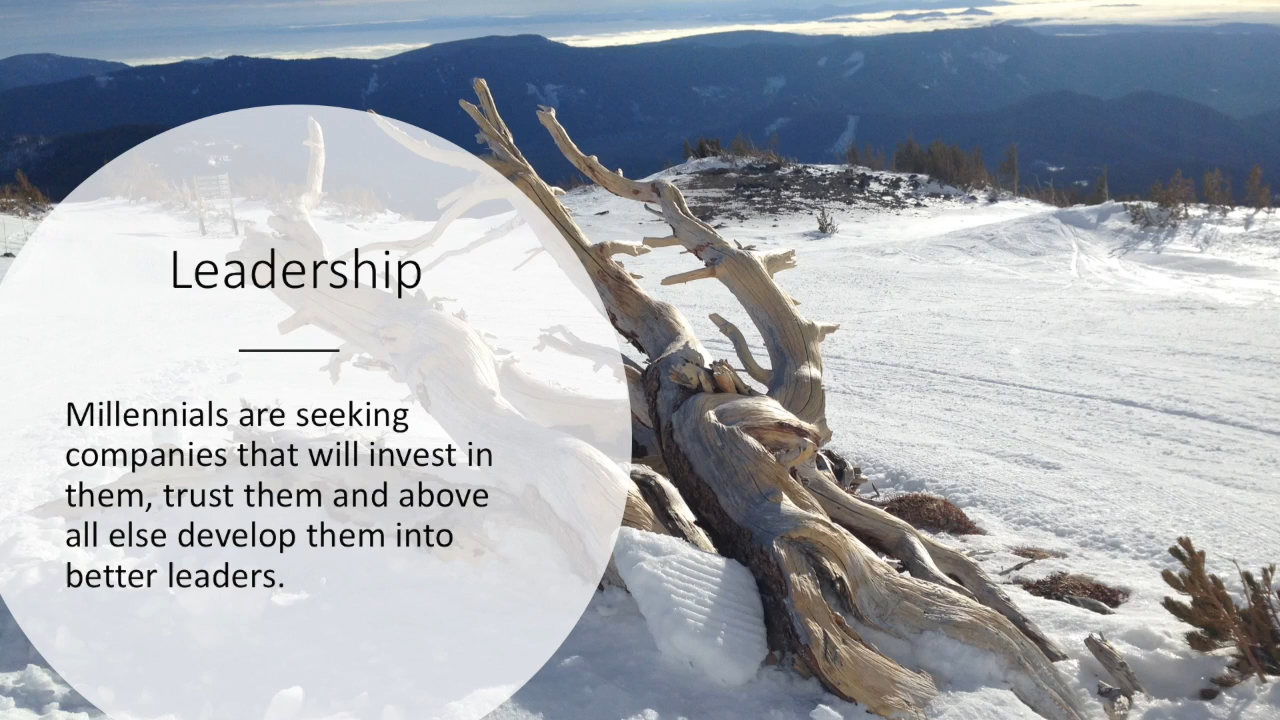 Leadership
Millennials are seeking
companies that will invest in
them, trust them and above
all else develop them into
better leaders.